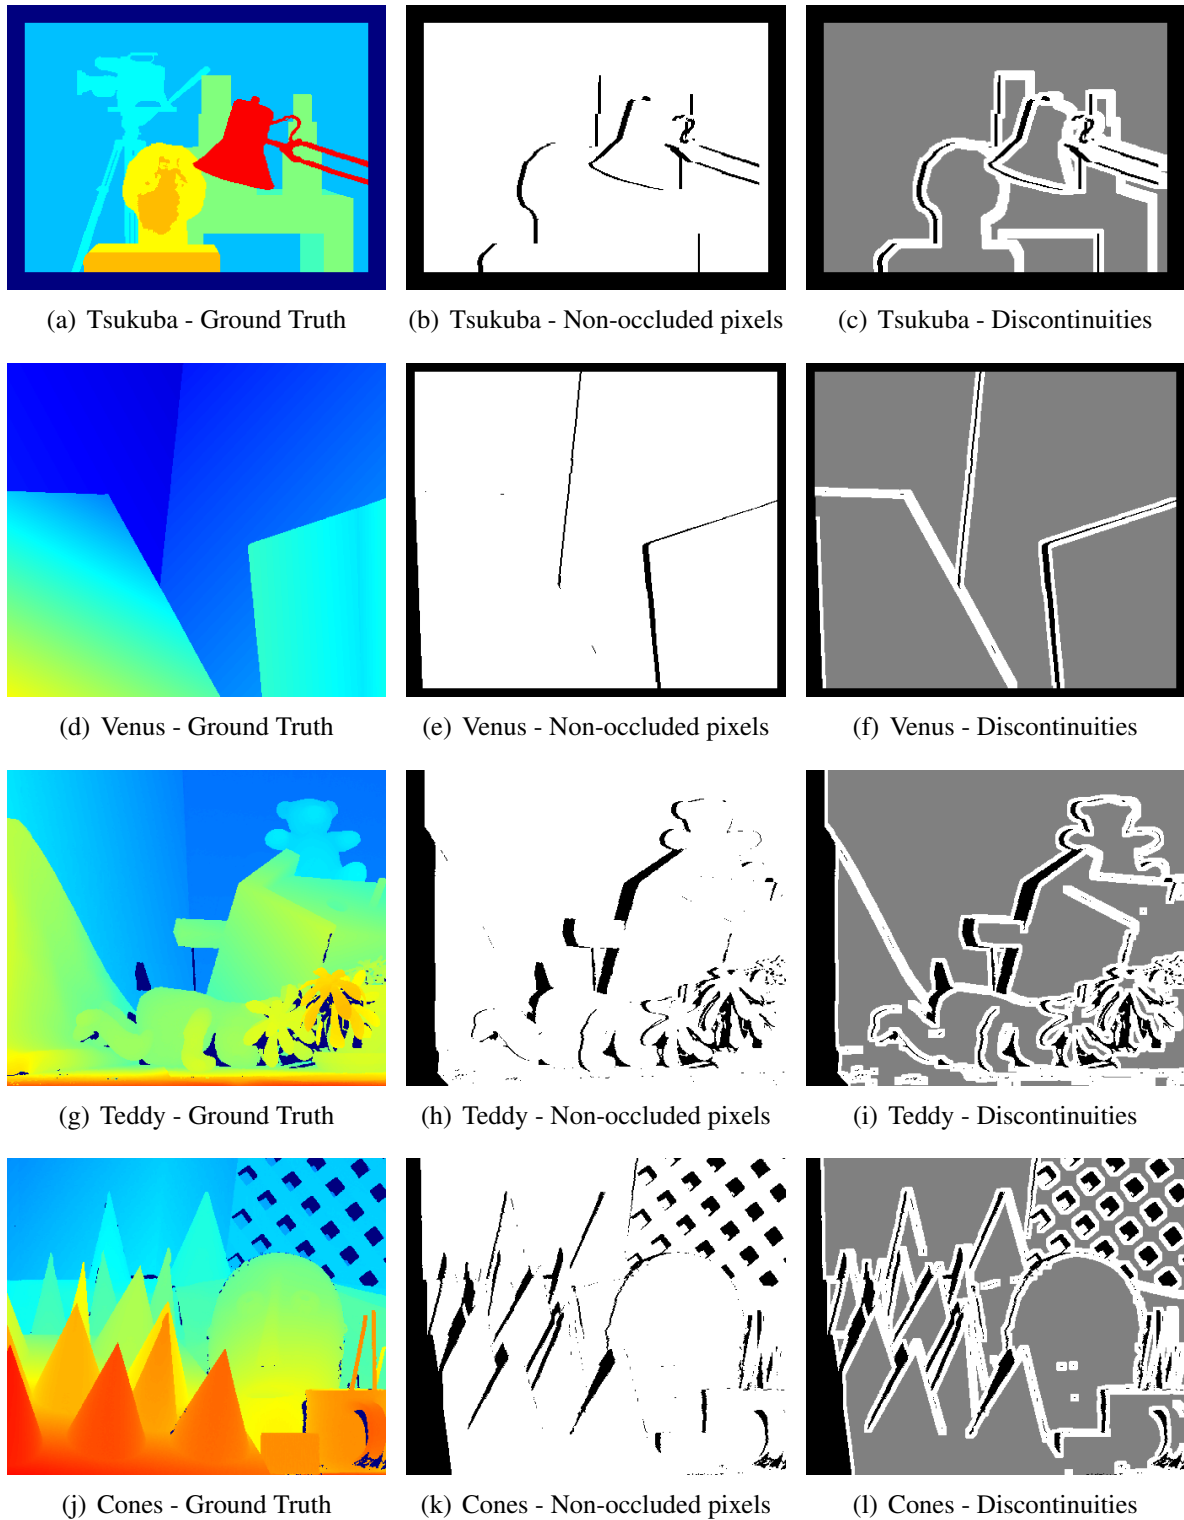 (a) Tsukuba - Ground Truth
(b) Tsukuba - Non-occluded pixels
(c) Tsukuba - Discontinuities
(d) Venus - Ground Truth
(e) Venus - Non-occluded pixels
(f) Venus - Discontinuities
(g) Teddy - Ground Truth
(h) Teddy - Non-occluded pixels
(i) Teddy - Discontinuities
(j) Cones - Ground Truth
(k) Cones - Non-occluded pixels
(l) Cones - Discontinuities